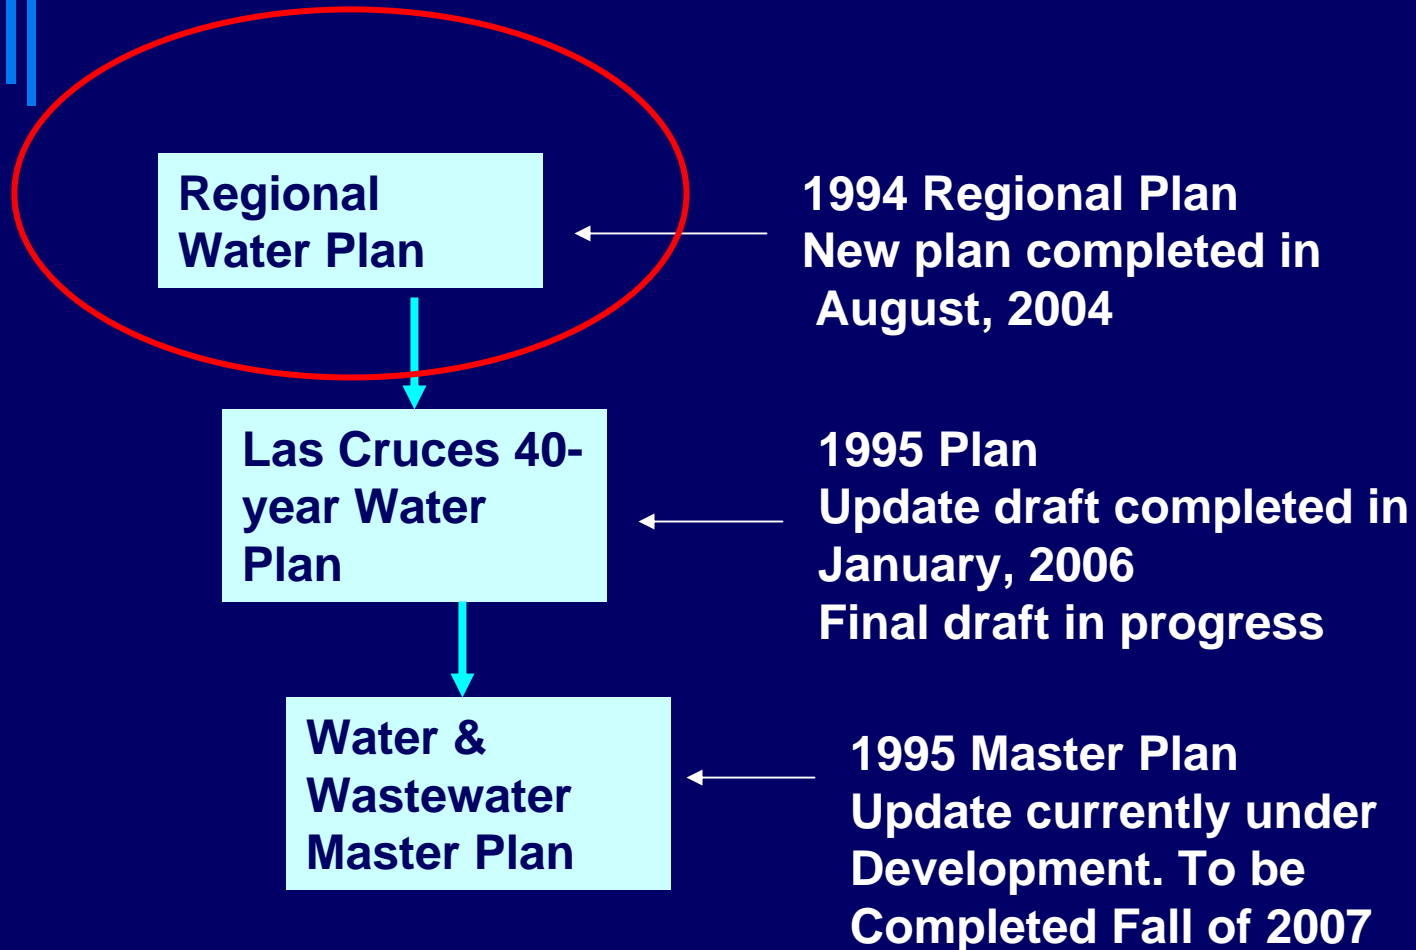 Regional
Water Plan
1994 Regional Plan
New plan completed in
August, 2004
Las Cruces 40-
year Water
Plan
1995 Plan
Update draft completed in
January, 2006
Final draft in progress
Water &
Wastewater
Master Plan
1995 Master Plan
Update currently under
Development. To be
Completed Fall of 2007